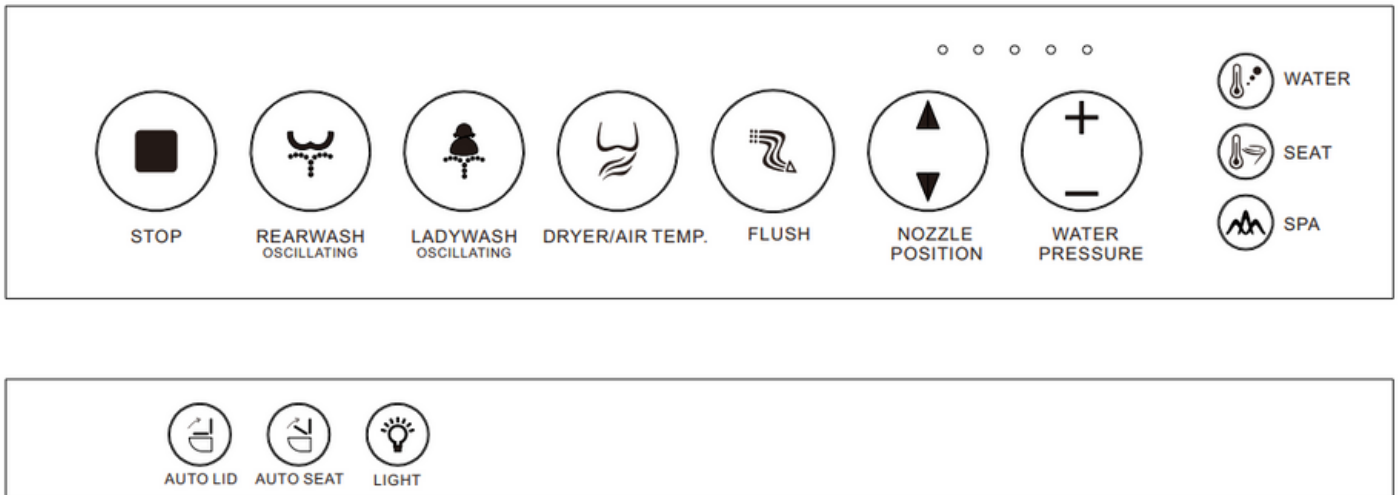 WATER
SEAT
SPA
STOP
REARWASH
OSCILLATING
LADYWASH
OSCILLATING
DRYER/AIR TEMP.
FLUSH
NOZZLE
POSITION
WATER
PRESSURE
AUTO LID
AUTO SEAT
LIGHT